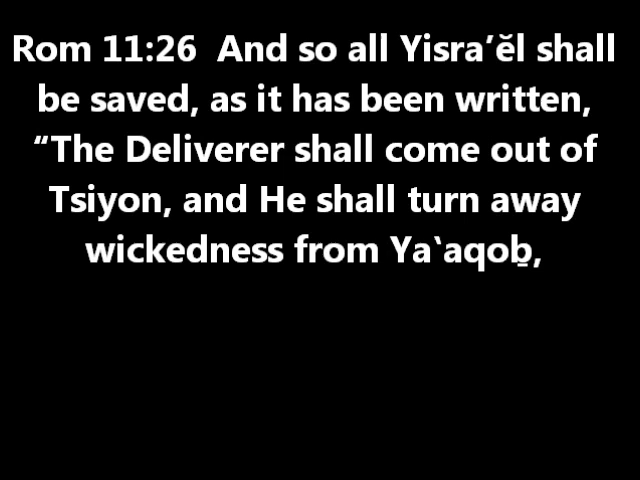 Rom 11:26  And so all Yisra’ĕl shall
be saved, as it has been written,
“The Deliverer shall come out of
Tsiyon, and He shall turn away
wickedness from Ya‛aqoḇ,